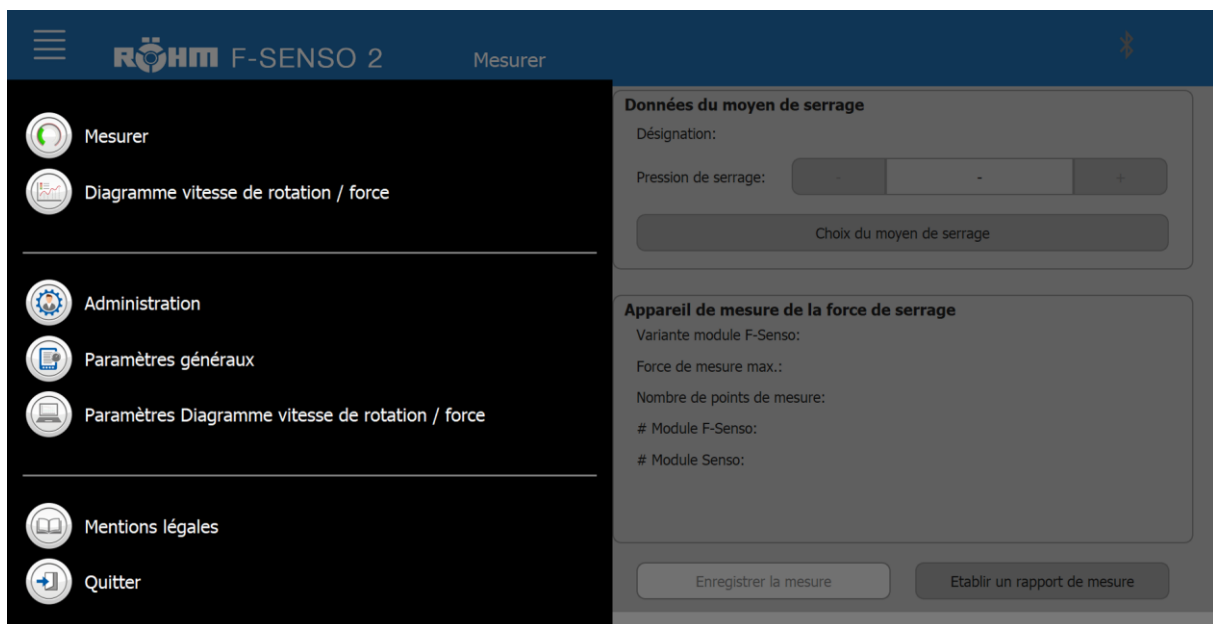 RÖHM F-SENSO 2 Mesurer
Mesurer
Diagramme vitesse de rotation / force
Administration
Paramètres généraux
Paramètres Diagramme vitesse de rotation / force
Mentions légales
Quitter
Données du moyen de serrage
Désignation:
Pression de serrage: - - +
Choix du moyen de serrage
Appareil de mesure de la force de serrage
Variante module F-Senso:
Force de mesure max.:
Nombre de points de mesure:
# Module F-Senso:
# Module Senso:
Enregistrer la mesure Etablir un rapport de mesure